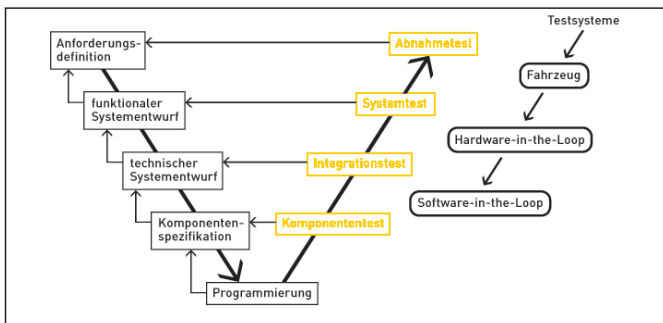 Testsysteme
Anforderungs-
definition
Abnahmetest
Fahrzeug
funktionaler
Systementwurf
Systemtest
Hardware-in-the-Loop
technischer
Systementwurf
Integrationstest
Software-in-the-Loop
Komponenten-
spezifikation
Komponententest
Programmierung